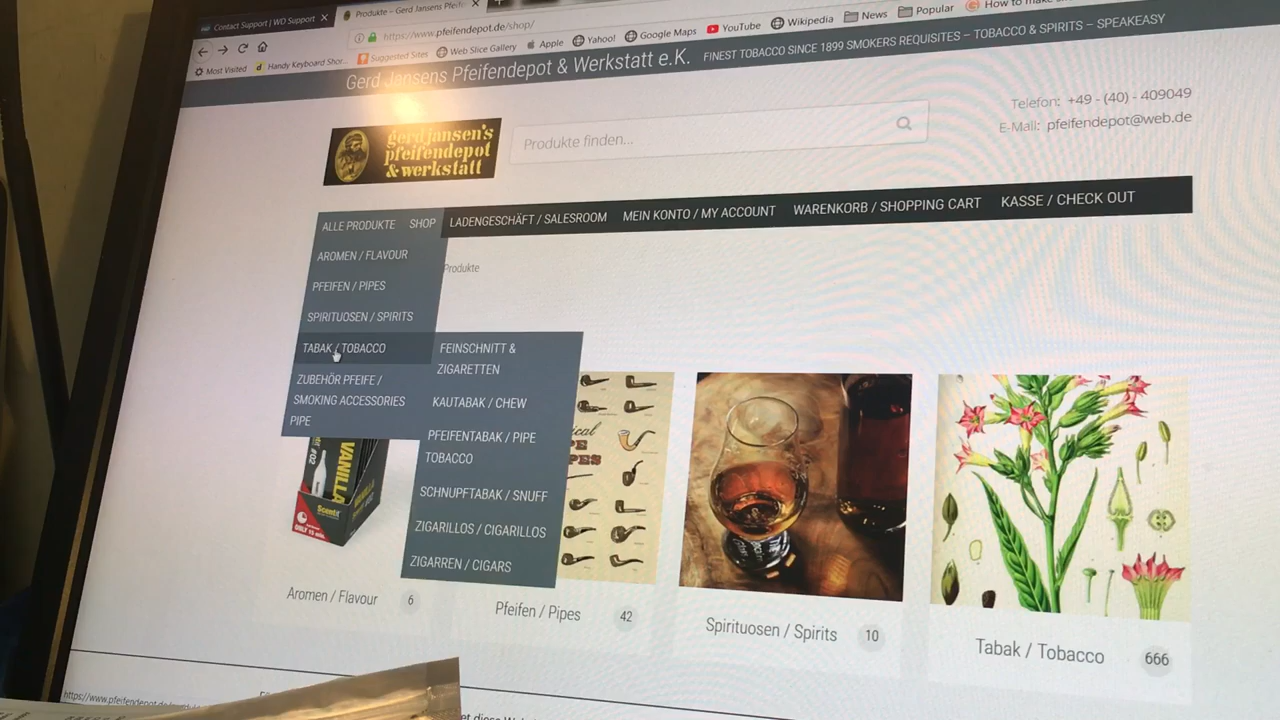 Contact Support | WD Support
Produkte – Gerd Jansens Pfeifen
https://www.pfeifendepot.de/shop/
Most Visited
Handy Keyboard Shor...
Suggested Sites
Web Slice Gallery
Apple
Yahoo!
Google Maps
YouTube
Wikipedia
News
Popular
How to make
Gerd Jansens Pfeifendepot & Werkstatt e.K.
FINEST TOBACCO SINCE 1899 SMOKERS REQUISITES – TOBACCO & SPIRITS – SPEAKEASY
Telefon: +49 - (40) - 409049
E-Mail: pfeifendepot@web.de
gerd jansen's
pfeifendepot
& werkstatt
Produkte finden...
ALLE PRODUKTE
SHOP
LADENGESCHÄFT / SALESROOM
MEIN KONTO / MY ACCOUNT
WARENKORB / SHOPPING CART
KASSE / CHECK OUT
AROMEN / FLAVOUR
Produkte
PFEIFEN / PIPES
SPIRITUOSEN / SPIRITS
TABAK / TOBACCO
ZUBEHÖR PFEIFE /
SMOKING ACCESSORIES
PIPE
FEINSCHNITT &
ZIGARETTEN
KAUTABAK / CHEW
PFEIFENTABAK / PIPE
TOBACCO
SCHNUPFTABAK / SNUFF
ZIGARILLOS / CIGARILLOS
ZIGARREN / CIGARS
#02
VANILLA
Scentit
ONLY 15 min.
Aromen / Flavour 6
Pfeifen / Pipes 42
Spirituosen / Spirits 10
Tabak / Tobacco 666